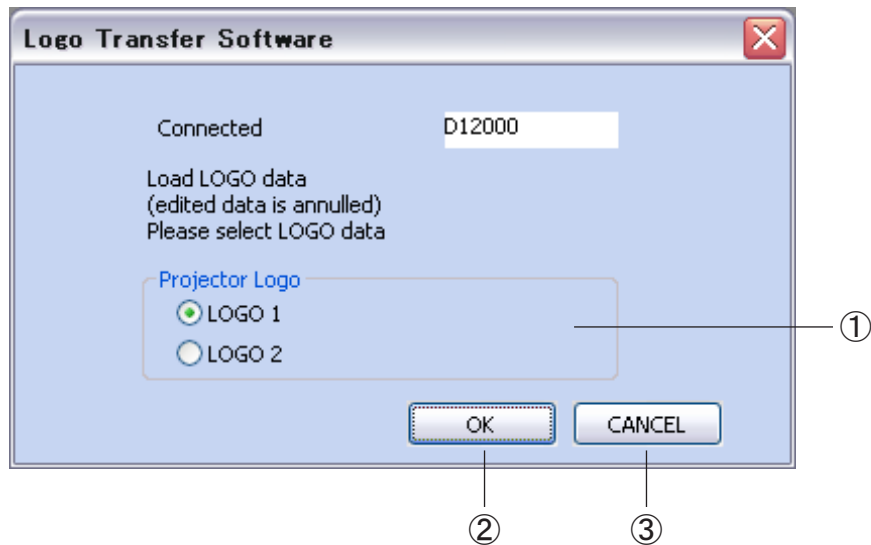 Logo Transfer Software
Connected D12000
Load LOGO data
(edited data is annulled)
Please select LOGO data
Projector Logo
LOGO 1
①
LOGO 2
OK CANCEL
② ③